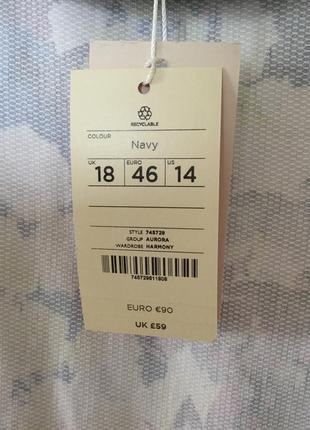 RECYCLABLE
COLOUR
Navy
UK EURO US
18 46 14
STYLE 745729
GROUP AURORA
WARDROBE HARMONY
745729611808
EURO €90
UK £59